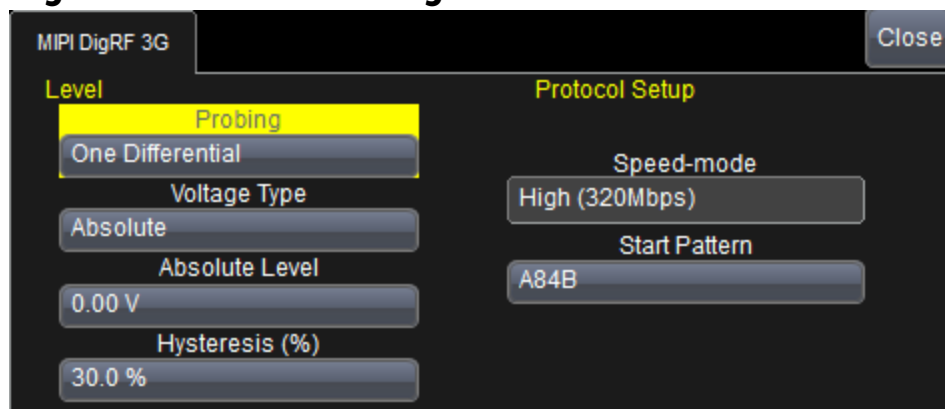 MIPI DigRF 3G
Close
Level
Probing
One Differential
Voltage Type
Absolute
Absolute Level
0.00 V
Hysteresis (%)
30.0 %
Protocol Setup
Speed-mode
High (320Mbps)
Start Pattern
A84B